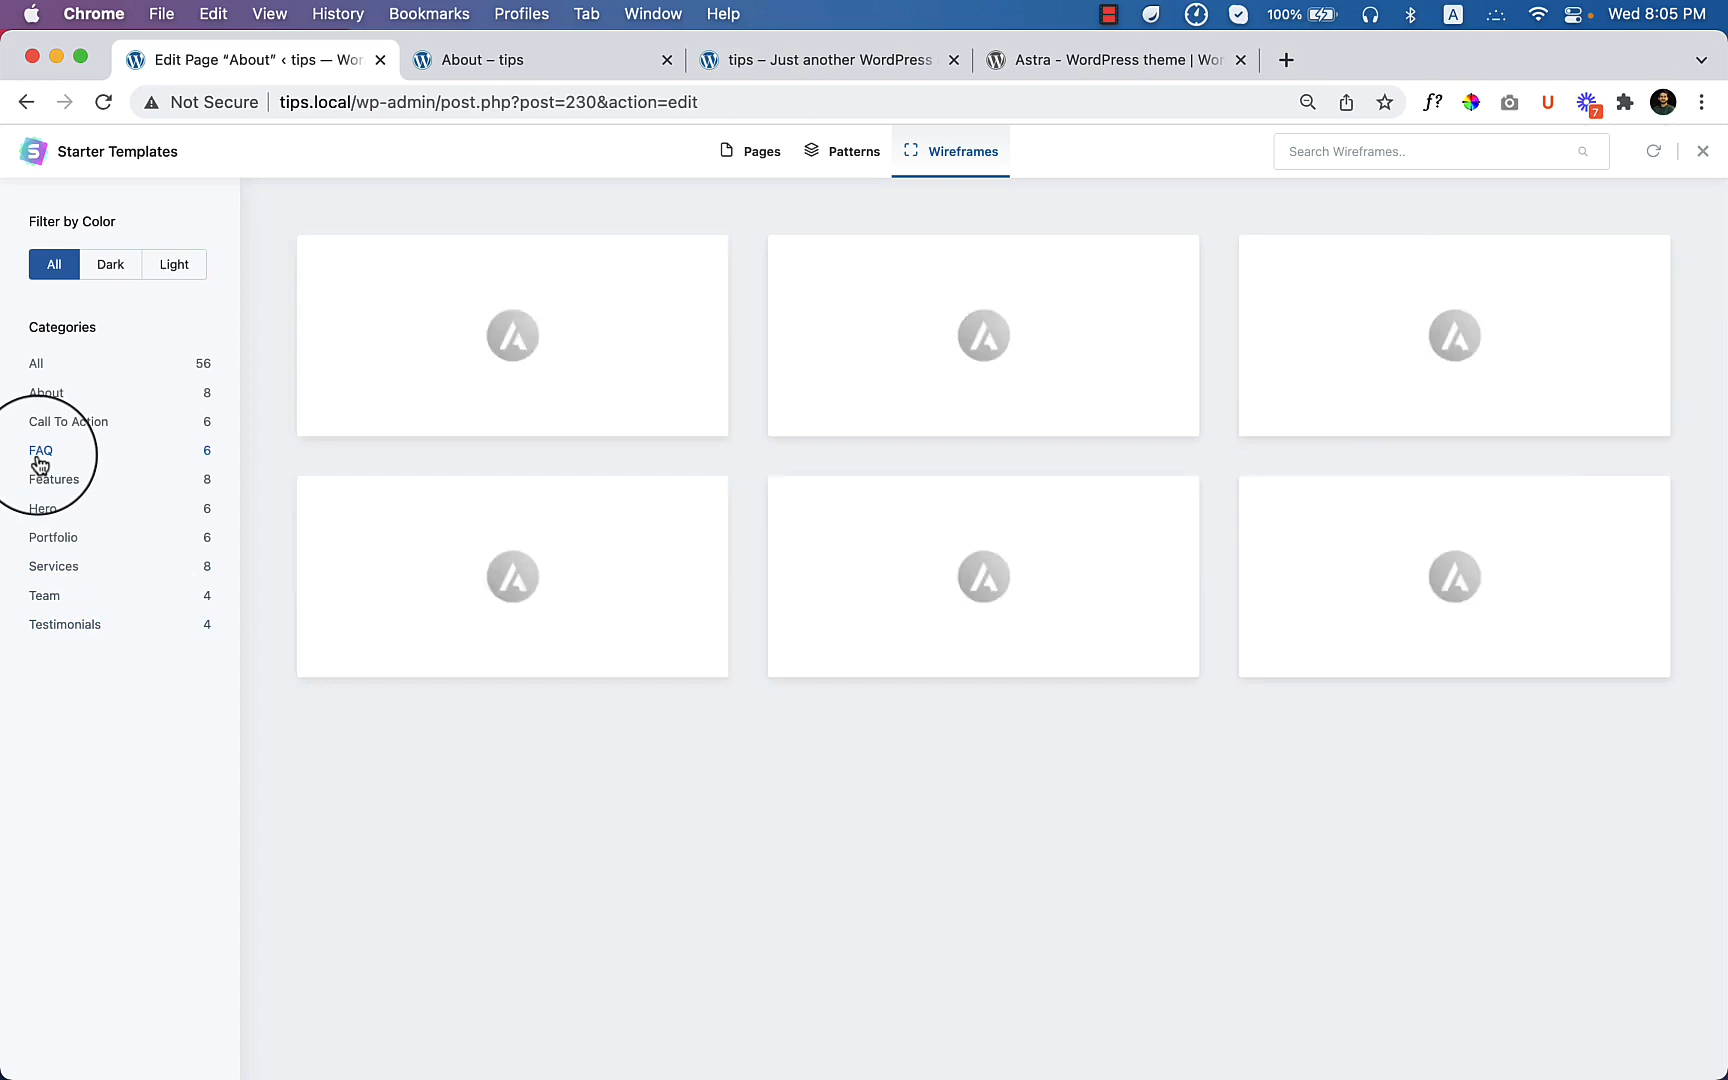 Chrome File Edit View History Bookmarks Profiles Tab Window Help 100% A Wed 8:05 PM
Edit Page “About” ‹ tips — Wor About – tips tips – Just another WordPress Astra - WordPress theme | Wor
Not Secure tips.local/wp-admin/post.php?post=230&action=edit f? U 7
S Starter Templates Pages Patterns Wireframes Search Wireframes..
Filter by Color
All Dark Light
Categories
All 56
About 8
Call To Action 6
FAQ 6
Features 8
Hero 6
Portfolio 6
Services 8
Team 4
Testimonials 4